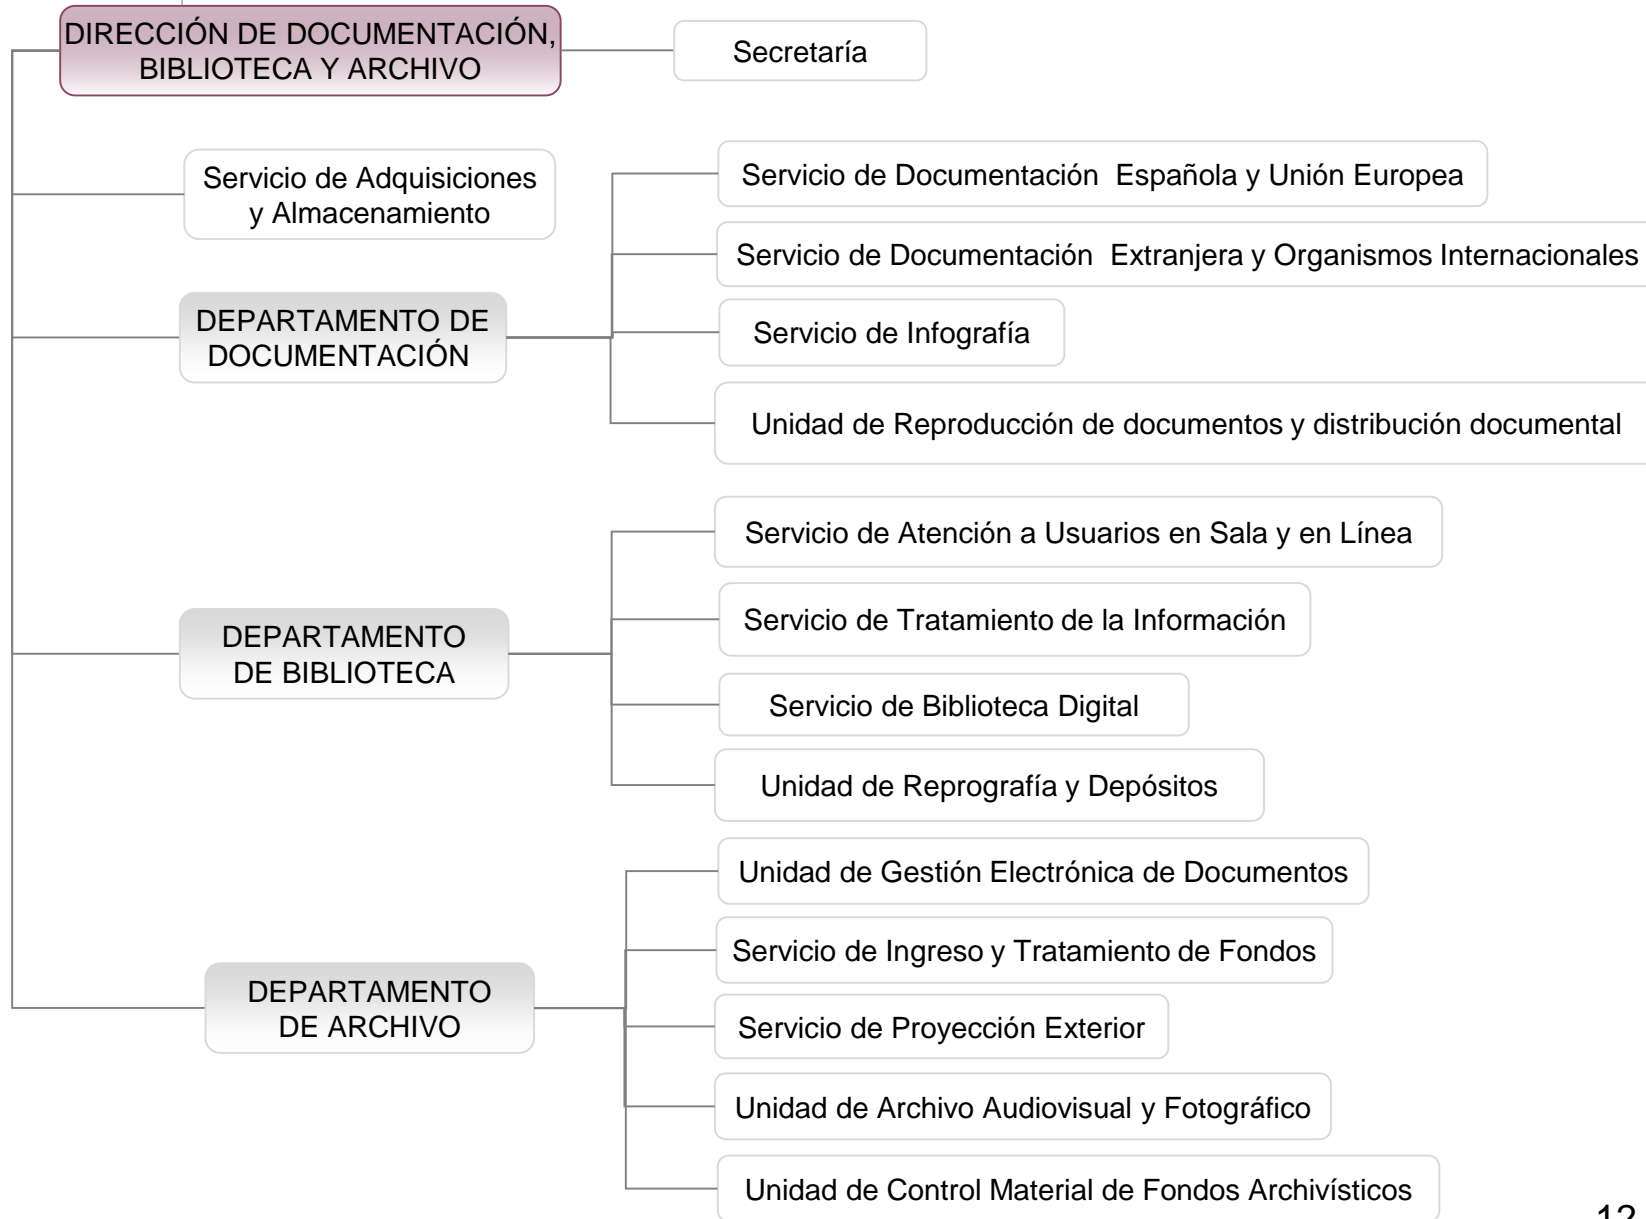 DIRECCIÓN DE DOCUMENTACIÓN,
BIBLIOTECA Y ARCHIVO
Secretaría
Servicio de Adquisiciones
y Almacenamiento
DEPARTAMENTO DE
DOCUMENTACIÓN
Servicio de Documentación  Española y Unión Europea
Servicio de Documentación  Extranjera y Organismos Internacionales
Servicio de Infografía
Unidad de Reproducción de documentos y distribución documental
DEPARTAMENTO
DE BIBLIOTECA
Servicio de Atención a Usuarios en Sala y en Línea
Servicio de Tratamiento de la Información
Servicio de Biblioteca Digital
Unidad de Reprografía y Depósitos
DEPARTAMENTO
DE ARCHIVO
Unidad de Gestión Electrónica de Documentos
Servicio de Ingreso y Tratamiento de Fondos
Servicio de Proyección Exterior
Unidad de Archivo Audiovisual y Fotográfico
Unidad de Control Material de Fondos Archivísticos
12